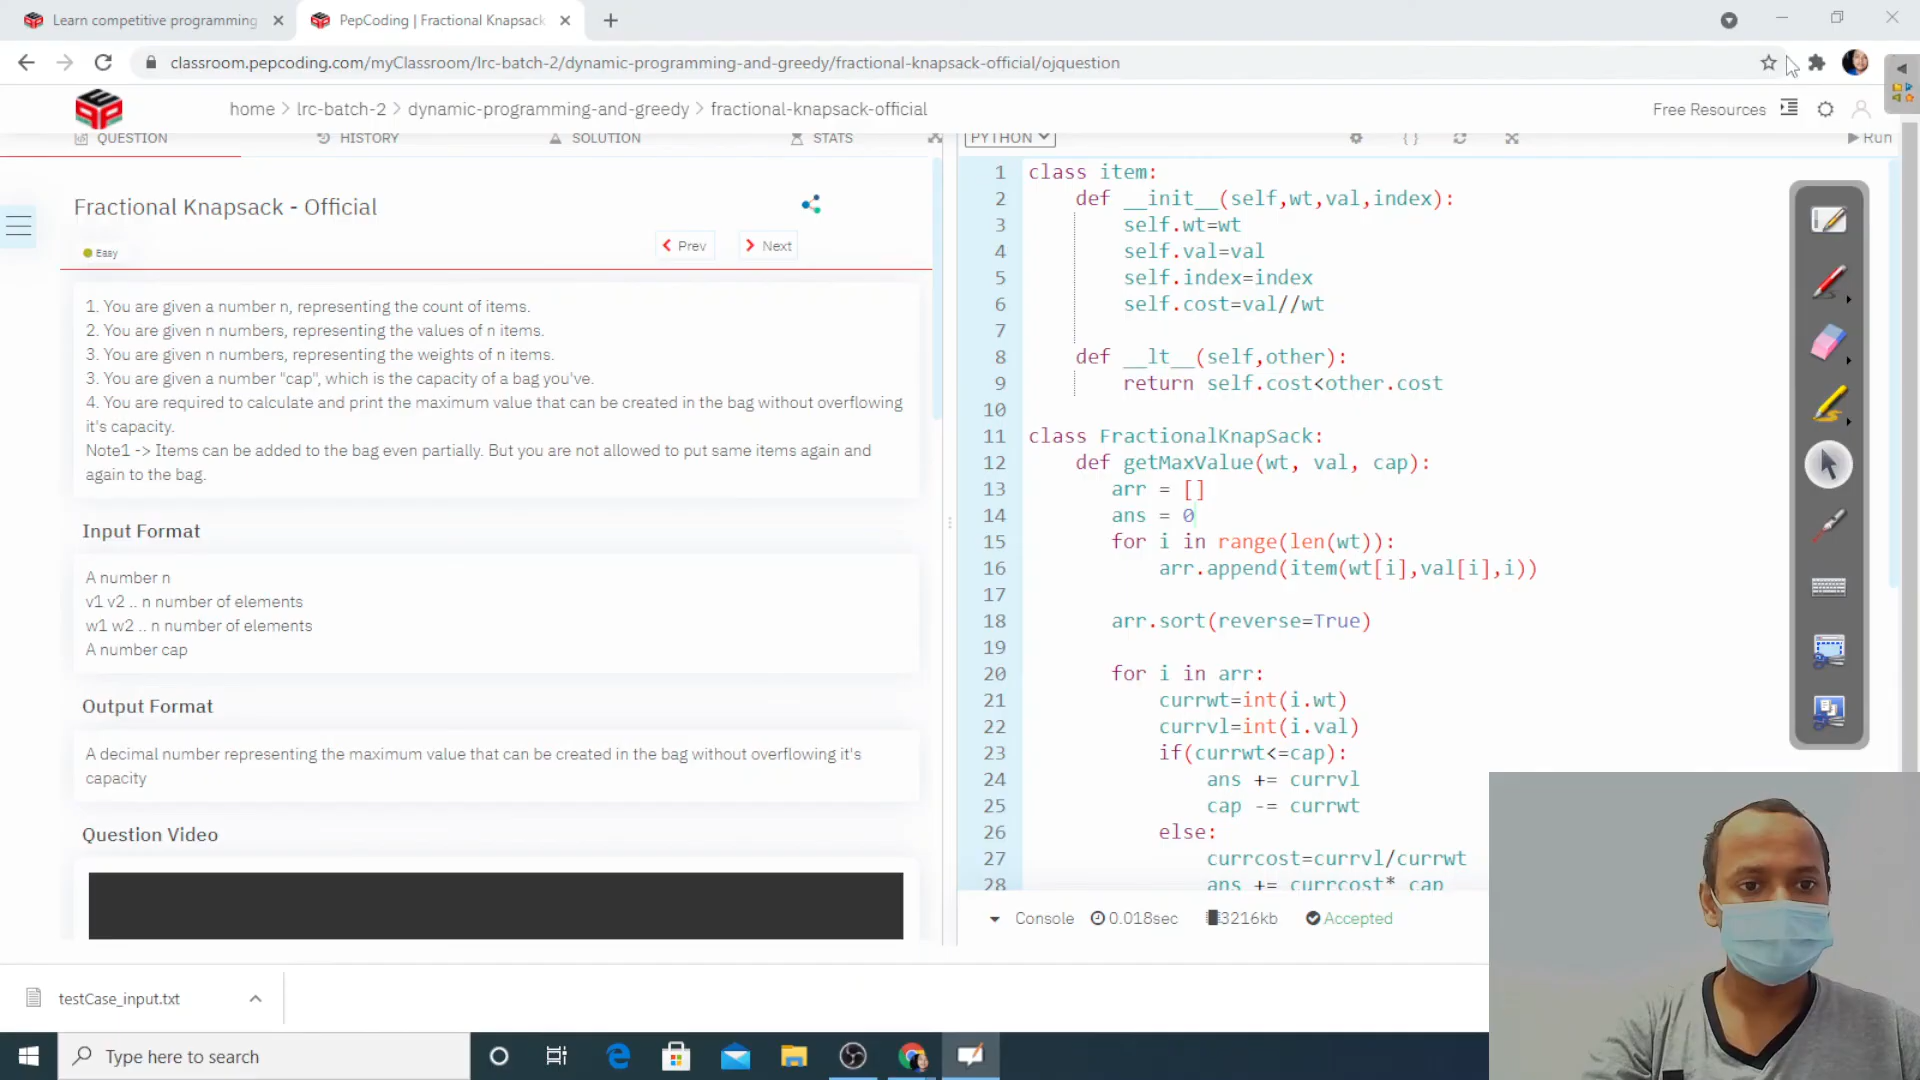 Learn competitive programming
PepCoding | Fractional Knapsack
classroom.pepcoding.com/myClassroom/lrc-batch-2/dynamic-programming-and-greedy/fractional-knapsack-official/ojquestion
home > lrc-batch-2 > dynamic-programming-and-greedy > fractional-knapsack-official
Free Resources
QUESTION
HISTORY
SOLUTION
STATS
PYTHON
Run
Fractional Knapsack - Official
Prev
Next
Easy
1. You are given a number n, representing the count of items.
2. You are given n numbers, representing the values of n items.
3. You are given n numbers, representing the weights of n items.
3. You are given a number "cap", which is the capacity of a bag you've.
4. You are required to calculate and print the maximum value that can be created in the bag without overflowing
it's capacity.
Note1 -> Items can be added to the bag even partially. But you are not allowed to put same items again and
again to the bag.
Input Format
A number n
v1 v2 .. n number of elements
w1 w2 .. n number of elements
A number cap
Output Format
A decimal number representing the maximum value that can be created in the bag without overflowing it's
capacity
Question Video
1 class item:
2 def __init__(self,wt,val,index):
3 self.wt=wt
4 self.val=val
5 self.index=index
6 self.cost=val//wt
7
8 def __lt__(self,other):
9 return self.cost<other.cost
10
11 class FractionalKnapSack:
12 def getMaxValue(wt, val, cap):
13 arr = []
14 ans = 0
15 for i in range(len(wt)):
16 arr.append(item(wt[i],val[i],i))
17
18 arr.sort(reverse=True)
19
20 for i in arr:
21 currwt=int(i.wt)
22 currvl=int(i.val)
23 if(currwt<=cap):
24 ans += currvl
25 cap -= currwt
26 else:
27 currcost=currvl/currwt
28 ans += currcost* cap
Console 0.018sec 3216kb Accepted
testCase_input.txt
Type here to search